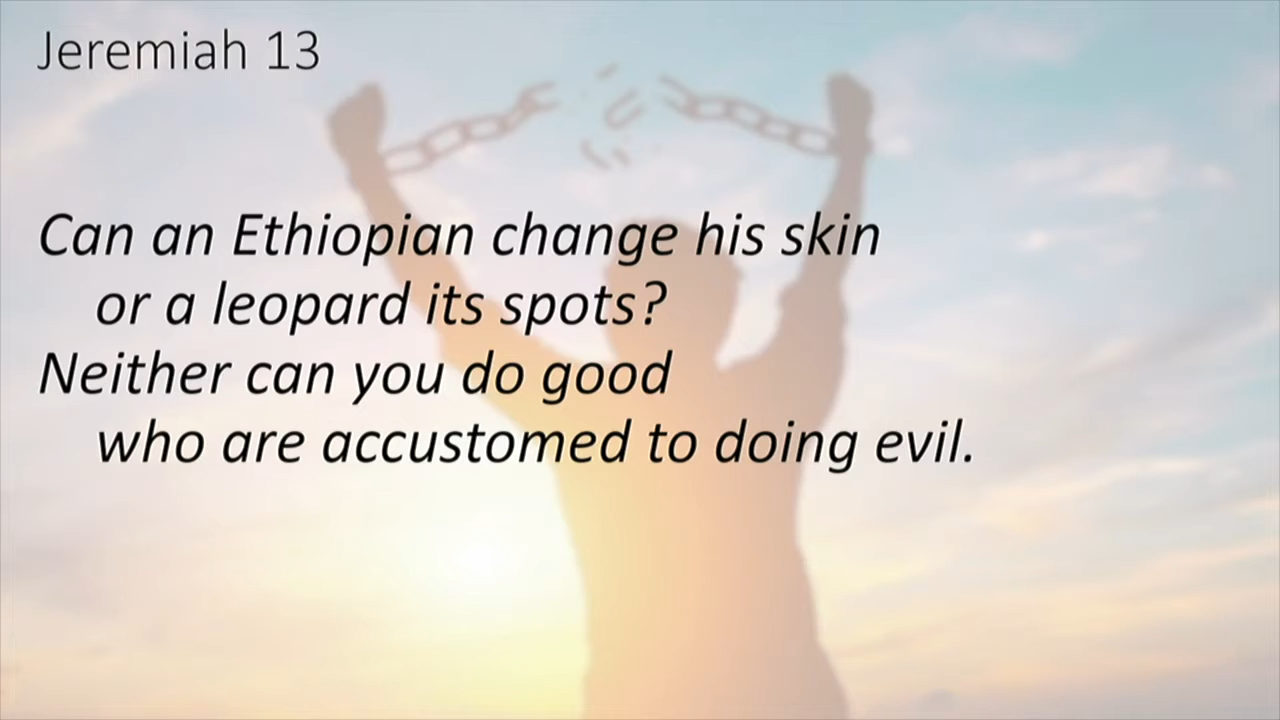 Jeremiah 13
Can an Ethiopian change his skin
or a leopard its spots?
Neither can you do good
who are accustomed to doing evil.